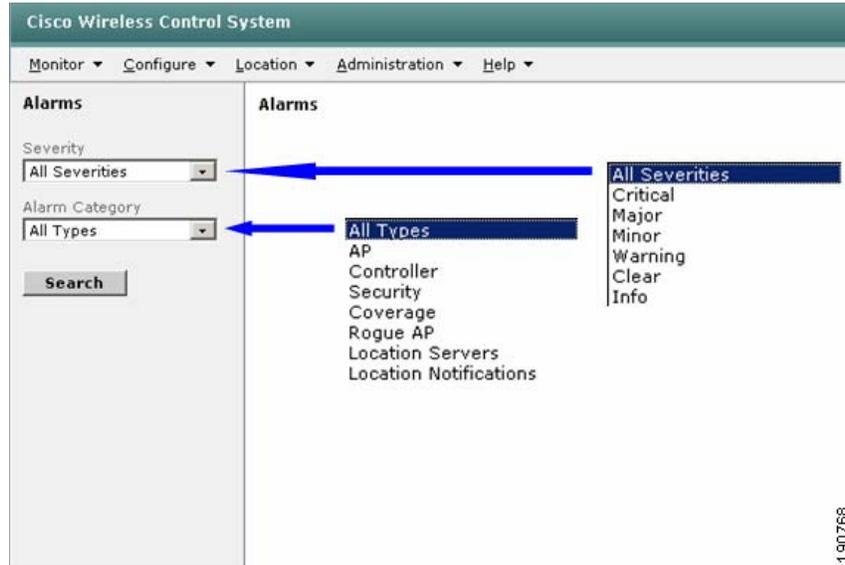 Cisco Wireless Control System
Monitor Configure Location Administration Help
Alarms
Severity
All Severities
Alarm Category
All Types
Search
Alarms
All Types
AP
Controller
Security
Coverage
Rogue AP
Location Servers
Location Notifications
All Severities
Critical
Major
Minor
Warning
Clear
Info
190768